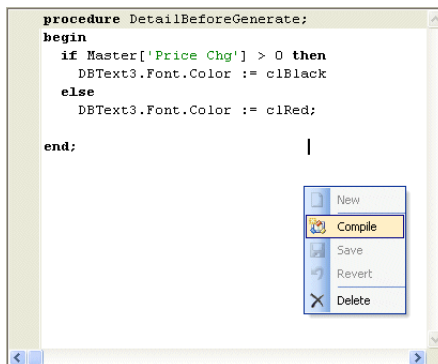 procedure DetailBeforeGenerate;
begin
  if Master['Price Chg'] > 0 then
    DBText3.Font.Color := clBlack
  else
    DBText3.Font.Color := clRed;
end;
New
Compile
Save
Revert
Delete